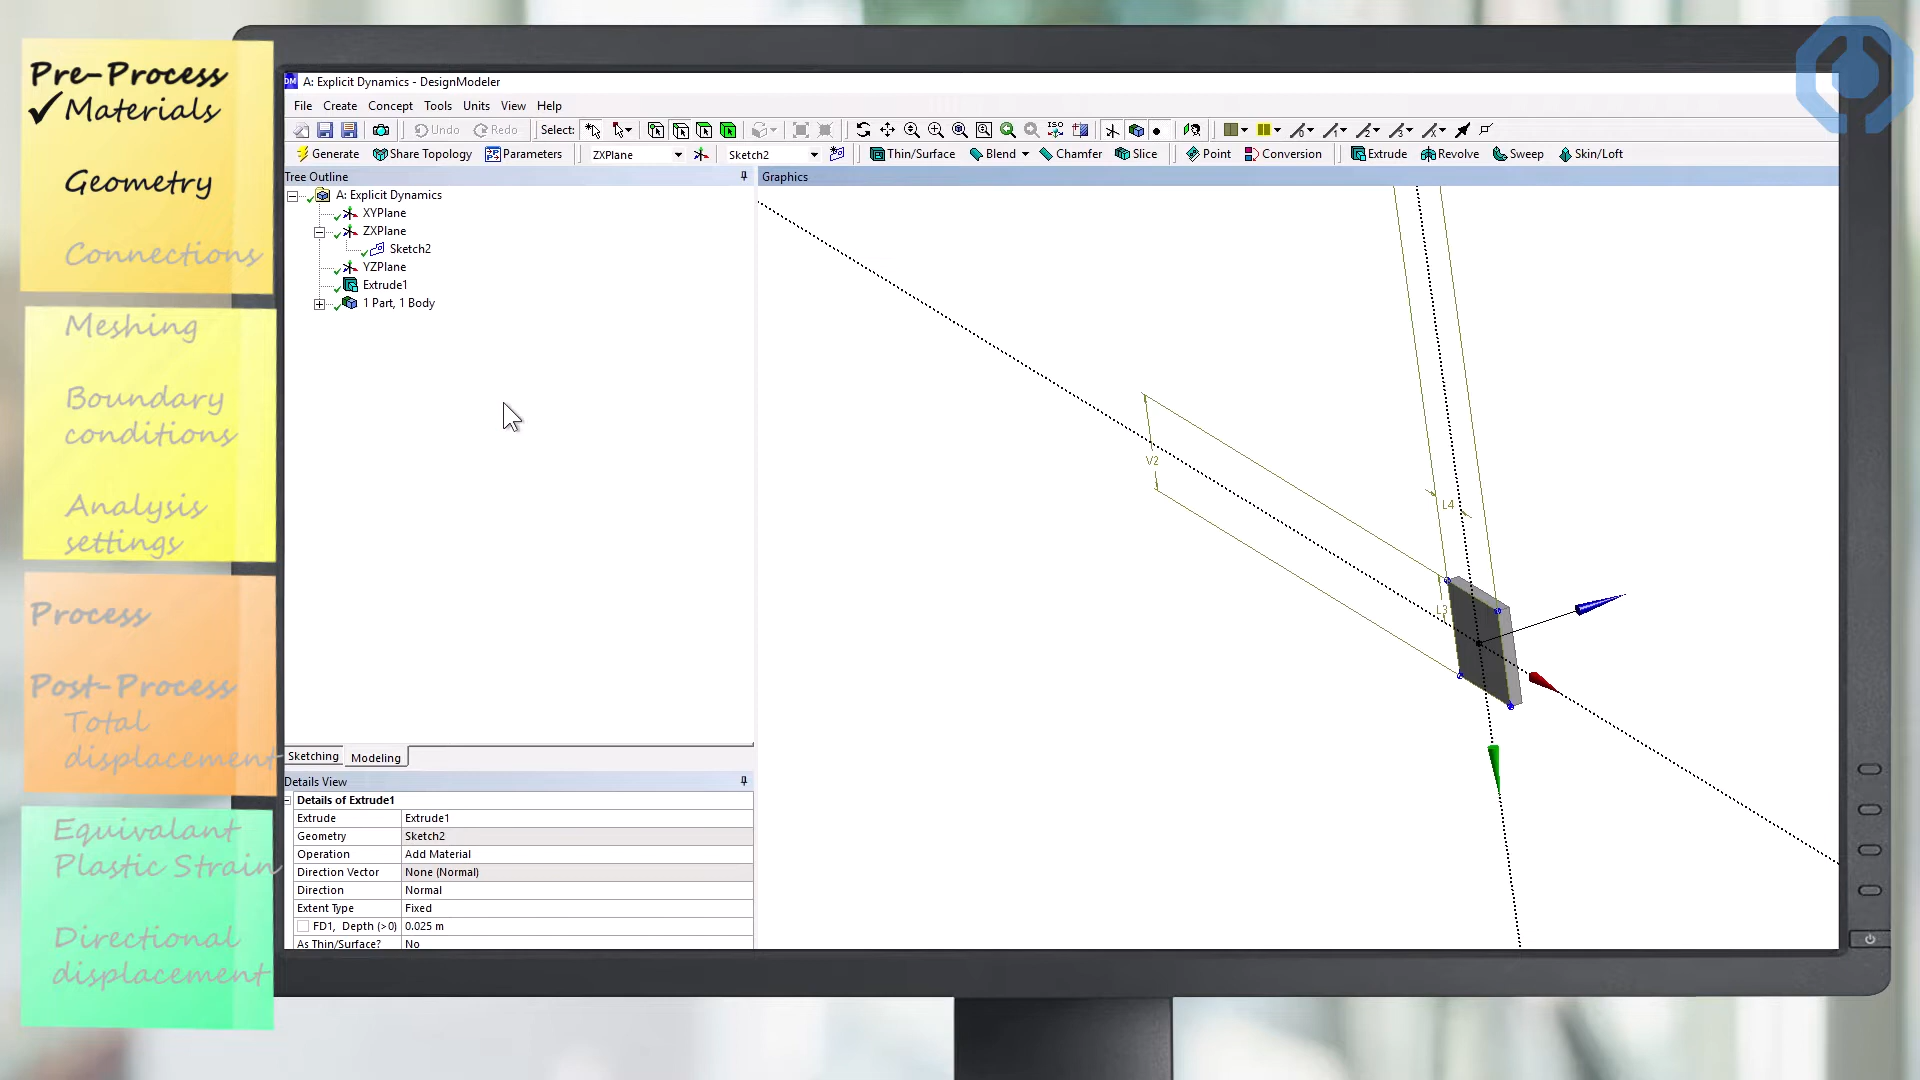 Pre-Process
✓Materials
Geometry
Connections
Meshing
Boundary
conditions
Analysis
settings
Process
Post-Process
Total
displacement
Equivalant
Plastic Strain
Directional
displacement
DM A: Explicit Dynamics - DesignModeler
File Create Concept Tools Units View Help
Undo Redo Select: ISO
Generate Share Topology Parameters ZXPlane Sketch2 Thin/Surface Blend Chamfer Slice Point Conversion Extrude Revolve Sweep Skin/Loft
Tree Outline
A: Explicit Dynamics
XYPlane
ZXPlane
Sketch2
YZPlane
Extrude1
1 Part, 1 Body
Sketching Modeling
Details View
Details of Extrude1
Extrude Extrude1
Geometry Sketch2
Operation Add Material
Direction Vector None (Normal)
Direction Normal
Extent Type Fixed
FD1, Depth (>0) 0.025 m
As Thin/Surface? No
Graphics
V2
L4
L3